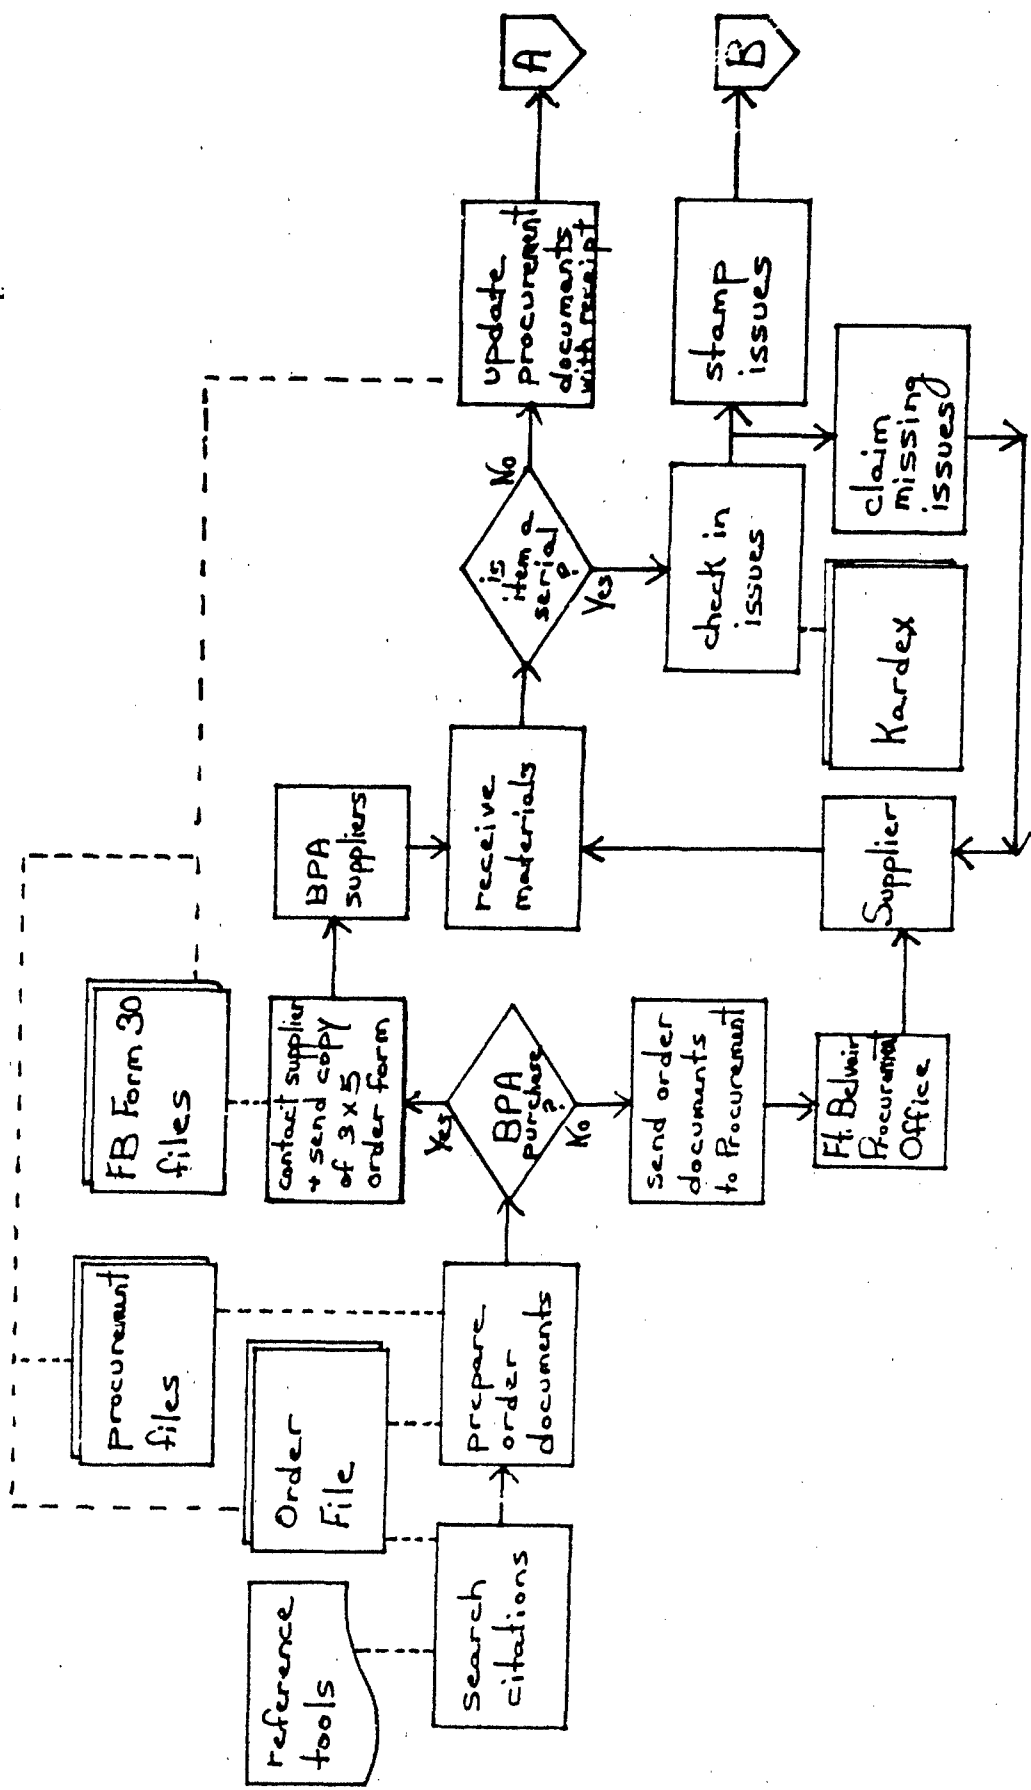 reference
tools
search
citations
Order
File
procurement
files
prepare
order
documents
FB Form 30
files
contact supplier
+ send copy
of 3 x 5
order form
Yes
BPA
purchase
?
No
send order
documents
to Procurement
Ft. Belvoir
Procurement
Office
BPA
suppliers
receive
materials
Supplier
is
item a
serial
?
No
Yes
update
procurement
documents
with receipt
A
check in
issues
Kardex
stamp
issues
claim
missing
issues
B